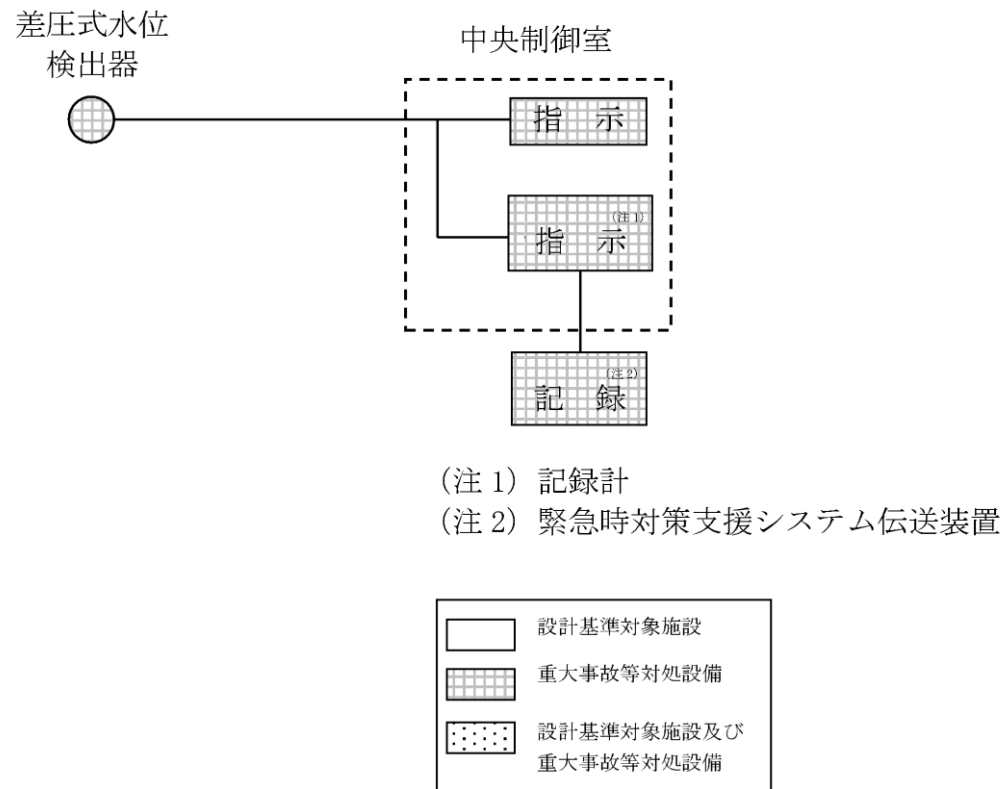 差圧式水位
検出器
中央制御室
指 示
指 示(注1)
記 録(注2)
(注1) 記録計
(注2) 緊急時対策支援システム伝送装置
設計基準対象施設
重大事故等対処設備
設計基準対象施設及び
重大事故等対処設備